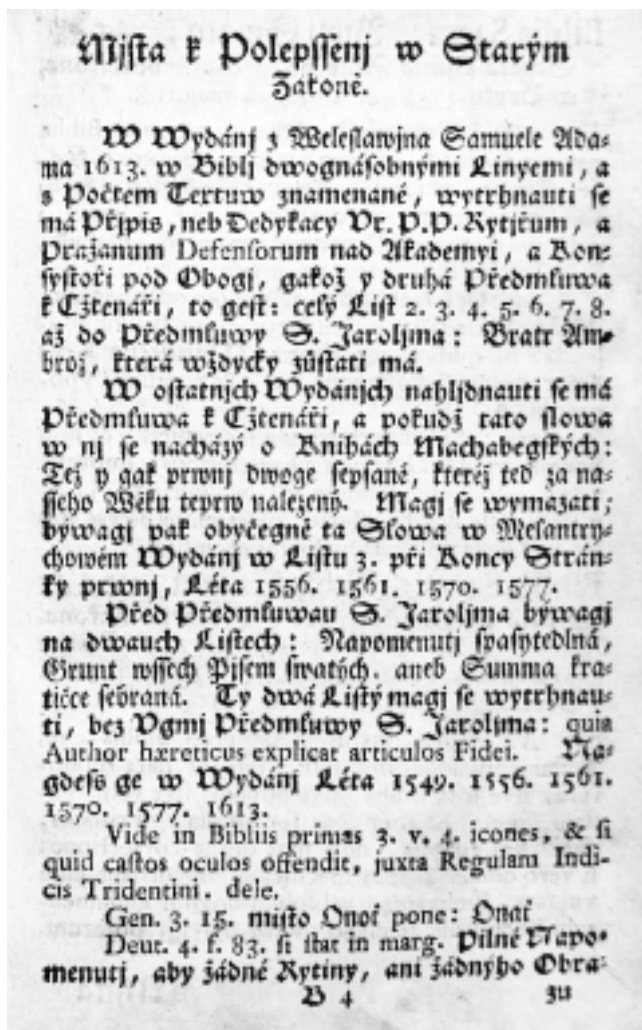 Mjsta k Polepssenj w Starým
Zakoně.
W Wydánj z Weleslawjna Samuele Ada-
ma 1613. w Biblj dwognásobnými Linyemi, a
s Počtem Textuw znamenané, wytrhnauti se
má Přjpis, neb Dedykacy Vr. P.P. Rytjřum, a
Pražanum Defensorum nad Akademyi, a Kon-
systoři pod Obogj, gakož y druhá Předmluwa
k Cžtenáři, to gest: celý List 2. 3. 4. 5. 6. 7. 8.
až do Předmluwy S. Jaroljma: Bratr Am-
brož, která wždycky zůstati má.
W ostatnjch Wydánjch nahljdnauti se má
Předmluwa k Cžtenáři, a pokudž tato slowa
w nj se nacházý o Knihách Machabegských:
Též y gak prwnj dwoge sepsané, kteréž teď za na-
sseho Wěku teprw nalezený. Magj se wymazati;
býwagj pak obyčegně ta Slowa w Melantry-
chowém Wydánj w Listu 3. při Koncy Strán-
ky prwnj, Léta 1556. 1561. 1570. 1577.
Před Předmluwau S. Jaroljma býwagj
na dwauch Listech: Napomenutj spasytedlná,
Grunt wssech Pjsem swatých. aneb Summa kra-
tičce sebraná. Ty dwá Listý magj se wytrhnau-
ti, bez Vgmj Předmluwy S. Jaroljma: quia
Author hæreticus explicat articulos Fidei. Na-
gdess ge w Wydánj Léta 1549. 1556. 1561.
1570. 1577. 1613.
Vide in Bibliis primas 3. v. 4. icones, & si
quid castos oculos offendit, juxta Regulam Indi-
cis Tridentini. dele.
Gen. 3. 15. misto Onoť pone: Onať
Deut. 4. f. 83. si stat in marg. Pilné Napo-
menutj, aby žádné Rytiny, ani žádnýho Obra-
B 4 zu